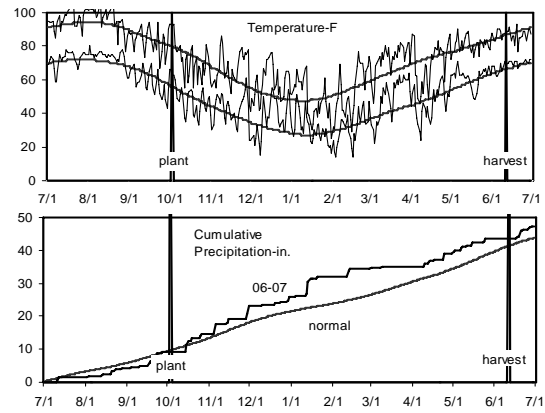 100
Temperature-F
80
60
40
20
plant
harvest
0
7/1 8/1 9/1 10/1 11/1 12/1 1/1 2/1 3/1 4/1 5/1 6/1 7/1
50
Cumulative
Precipitation-in.
40
06-07
30
normal
20
10
plant
harvest
0
7/1 8/1 9/1 10/1 11/1 12/1 1/1 2/1 3/1 4/1 5/1 6/1 7/1